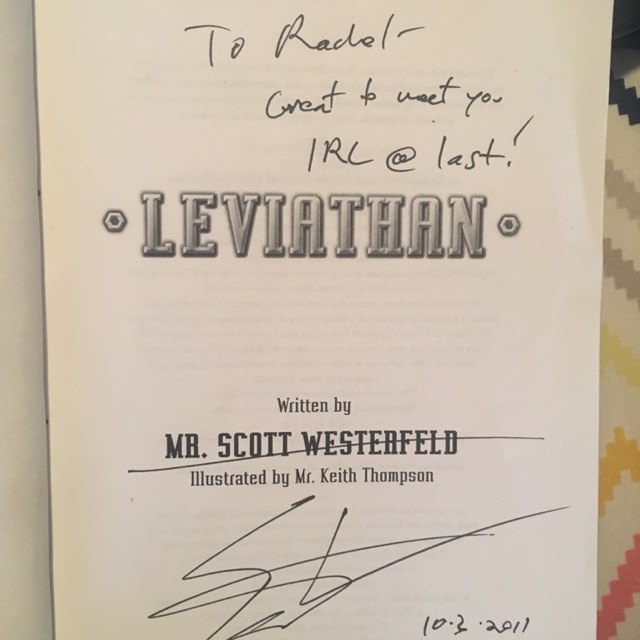 To Rachel-
Great to meet you
IRL @ last!
LEVIATHAN
Written by
MR. SCOTT WESTERFELD
Illustrated by Mr. Keith Thompson
10.3.2011